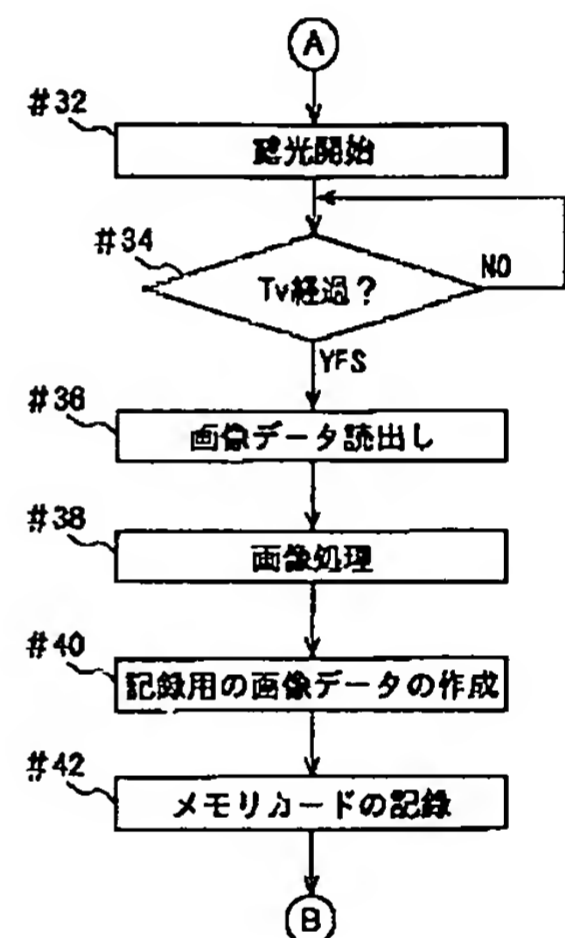 A
#32
露光開始
#34
Tv経過?
NO
YES
#36
画像データ読出し
#38
画像処理
#40
記録用の画像データの作成
#42
メモリカードの記録
B